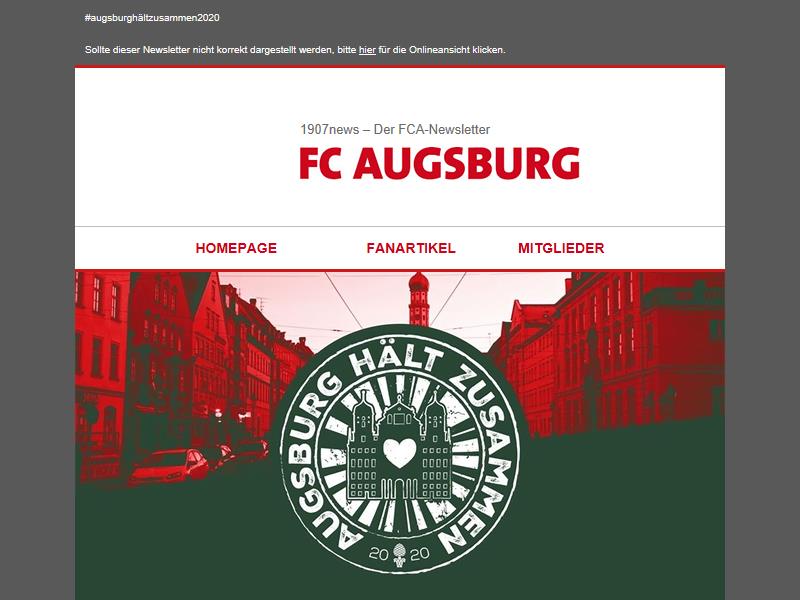 #augsburghältzusammen2020
Sollte dieser Newsletter nicht korrekt dargestellt werden, bitte hier für die Onlineansicht klicken.
1907news – Der FCA-Newsletter
FC AUGSBURG
HOMEPAGE FANARTIKEL MITGLIEDER
AUGSBURG HÄLT ZUSAMMEN
20 20